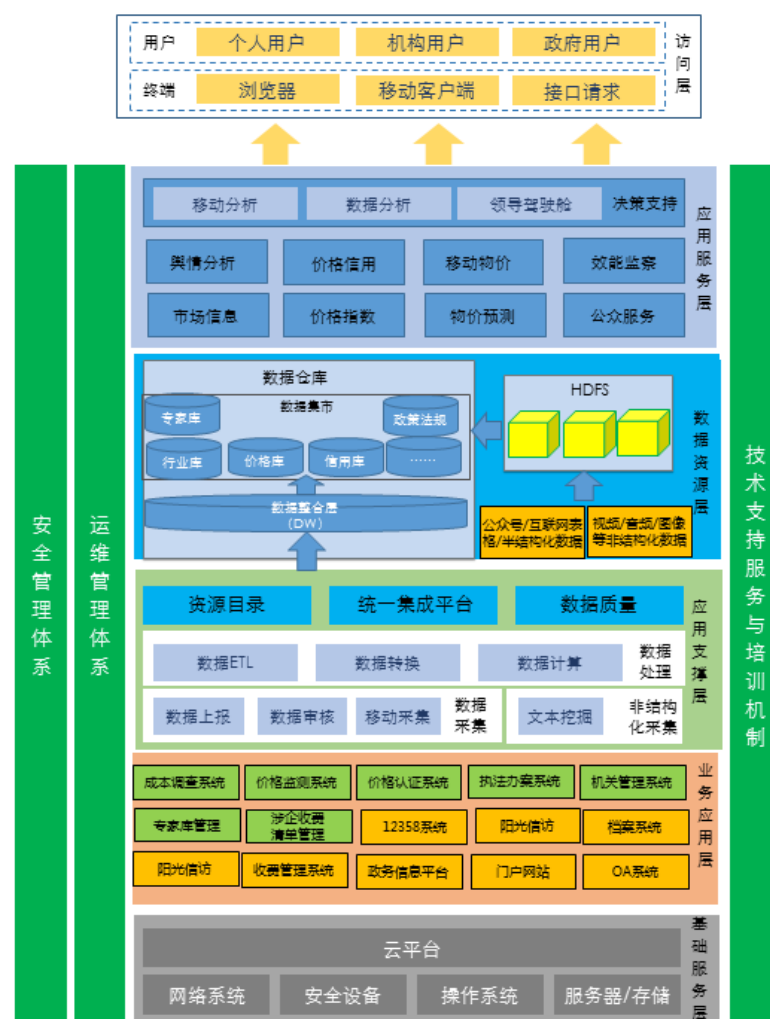 用户
个人用户
机构用户
政府用户
终端
浏览器
移动客户端
接口请求
访问层
安全管理体系
运维管理体系
移动分析
数据分析
领导驾驶舱
决策支持
舆情分析
价格信用
移动物价
效能监察
市场信息
价格指数
物价预测
公众服务
应用服务层
数据仓库
数据集市
专家库
政策法规
行业库
价格库
信用库
......
数据整合层
(DW)
HDFS
公众号/互联网表
格/半结构化数据
视频/音频/图像
等非结构化数据
数据资源层
资源目录
统一集成平台
数据质量
数据ETL
数据转换
数据计算
数据
处理
数据上报
数据审核
移动采集
数据
采集
文本挖掘
非结构
化采集
应用支撑层
成本调查系统
价格监测系统
价格认证系统
执法办案系统
机关管理系统
专家库管理
涉企收费
清单管理
12358系统
阳光信访
档案系统
阳光信访
收费管理系统
政务信息平台
门户网站
OA系统
业务应用层
云平台
网络系统
安全设备
操作系统
服务器/存储
基础服务层
技术支持服务与培训机制